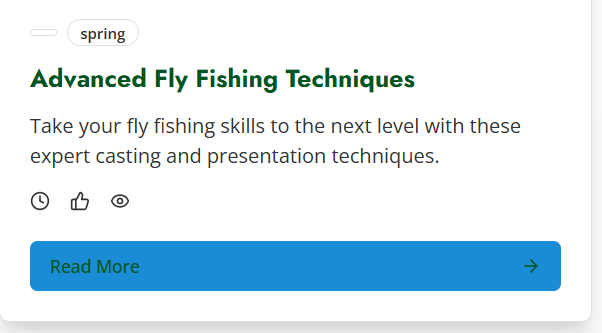 spring
Advanced Fly Fishing Techniques
Take your fly fishing skills to the next level with these
expert casting and presentation techniques.
Read More